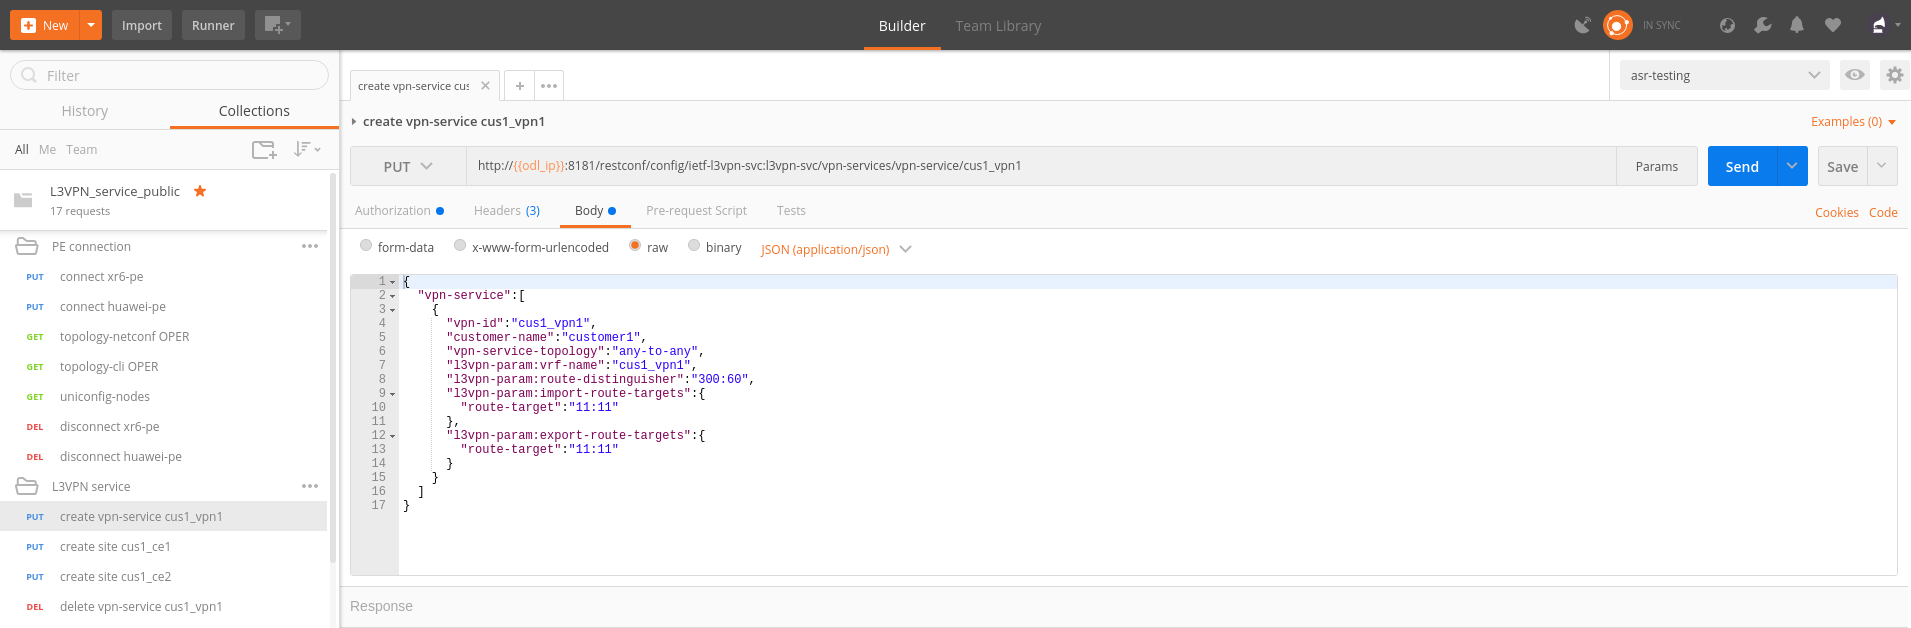 New Import Runner Builder Team Library IN SYNC
Filter
History Collections
All Me Team
L3VPN_service_public
17 requests
PE connection
PUT connect xr6-pe
PUT connect huawei-pe
GET topology-netconf OPER
GET topology-cli OPER
GET uniconfig-nodes
DEL disconnect xr6-pe
DEL disconnect huawei-pe
L3VPN service
PUT create vpn-service cus1_vpn1
PUT create site cus1_ce1
PUT create site cus1_ce2
DEL delete vpn-service cus1_vpn1
create vpn-service cus
asr-testing
create vpn-service cus1_vpn1 Examples (0)
PUT http://{{odl_ip}}:8181/restconf/config/ietf-l3vpn-svc:l3vpn-svc/vpn-services/vpn-service/cus1_vpn1 Params Send Save
Authorization Headers (3) Body Pre-request Script Tests Cookies Code
form-data x-www-form-urlencoded raw binary JSON (application/json)
1 {
2 "vpn-service":[
3 {
4 "vpn-id":"cus1_vpn1",
5 "customer-name":"customer1",
6 "vpn-service-topology":"any-to-any",
7 "l3vpn-param:vrf-name":"cus1_vpn1",
8 "l3vpn-param:route-distinguisher":"300:60",
9 "l3vpn-param:import-route-targets":{
10 "route-target":"11:11"
11 },
12 "l3vpn-param:export-route-targets":{
13 "route-target":"11:11"
14 }
15 }
16 ]
17 }
Response